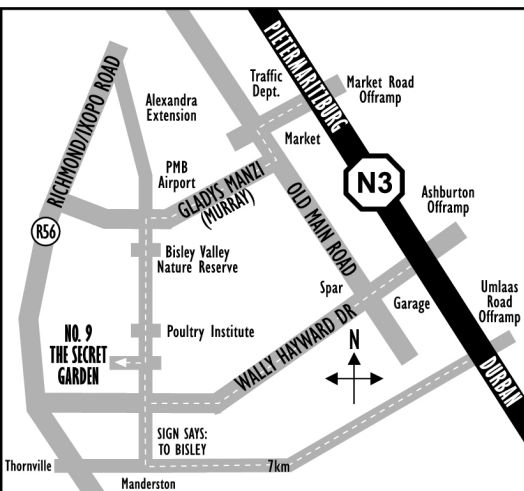 PIETERMARITZBURG
Traffic
Dept.
Market Road
Offramp
RICHMOND/IXOPO ROAD
Alexandra
Extension
Market
PMB
Airport
GLADYS MANZI
(MURRAY)
N3
Ashburton
Offramp
OLD MAIN ROAD
R56
Bisley Valley
Nature Reserve
Spar
Garage
Umlaas
Road
Offramp
NO. 9
THE SECRET
GARDEN
Poultry Institute
WALLY HAYWARD DR
N
DURBAN
SIGN SAYS:
TO BISLEY
Thornville
7km
Manderston